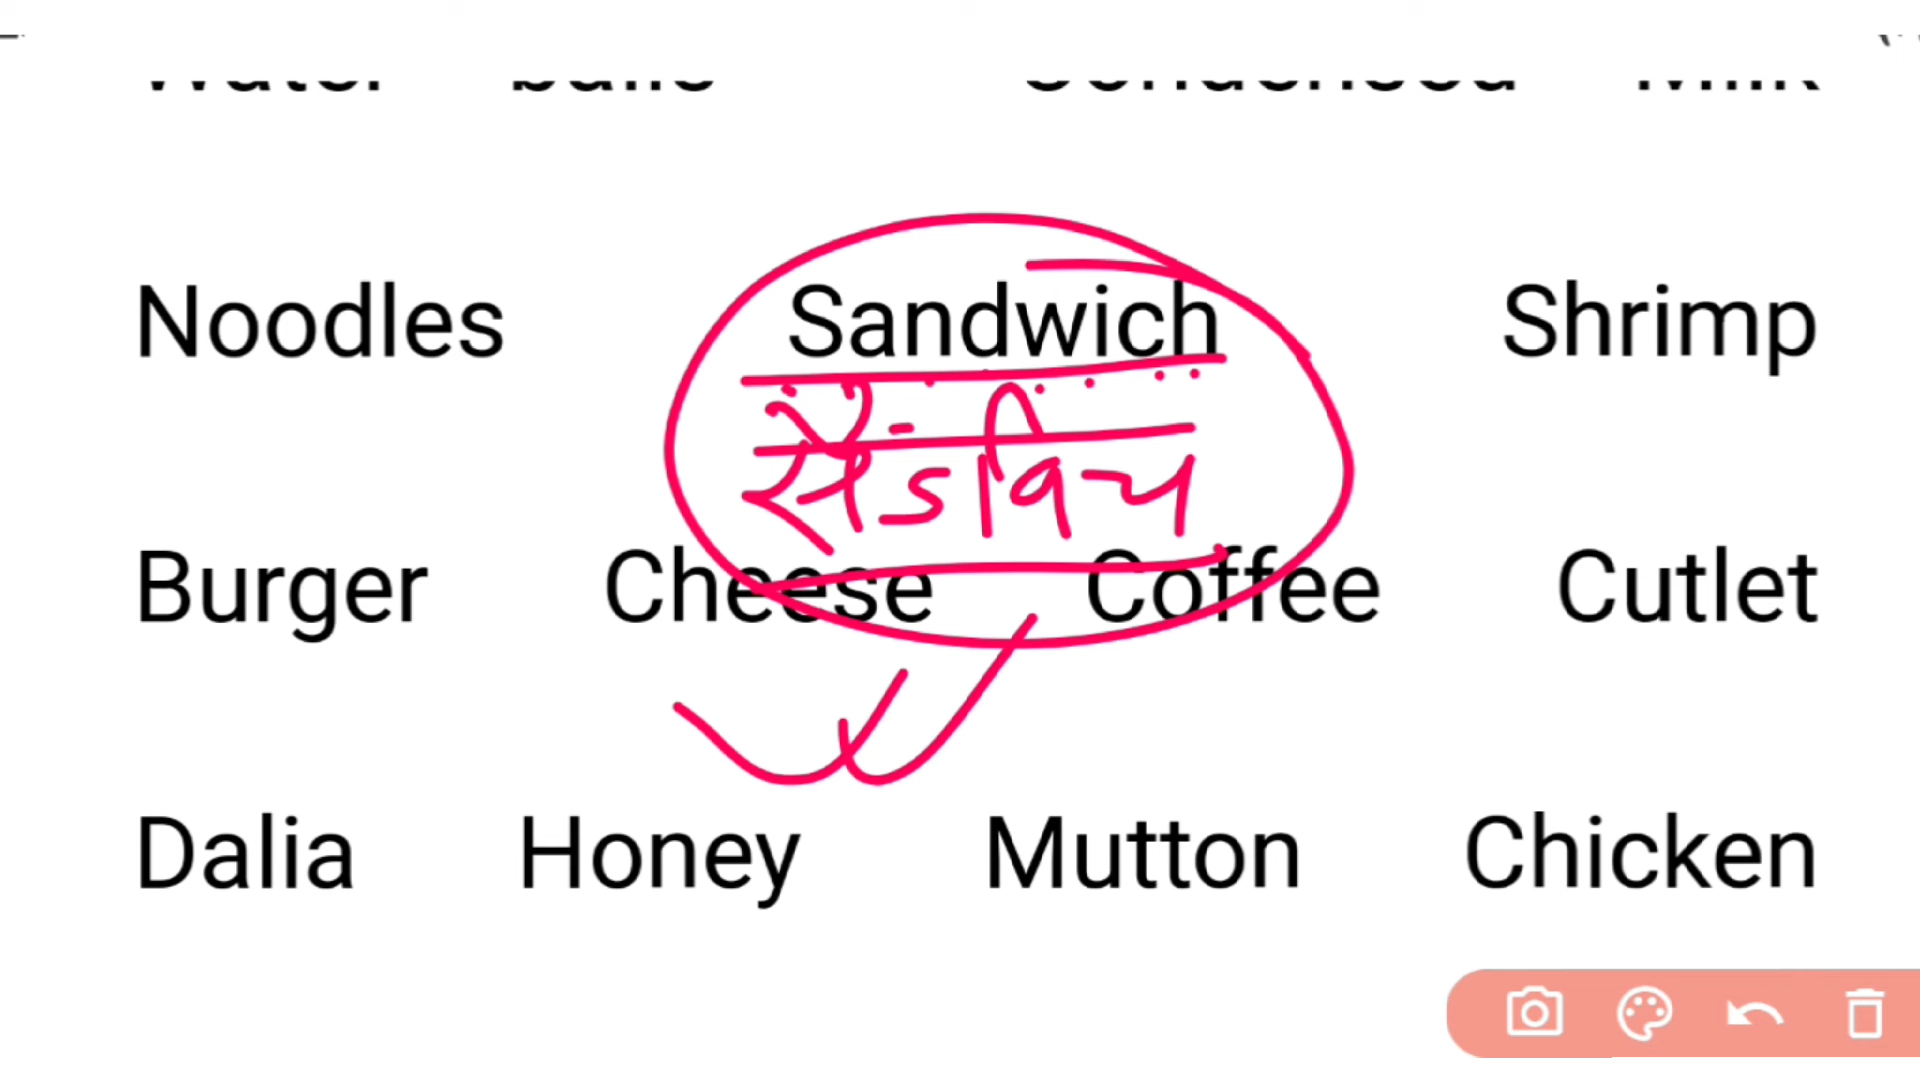 Noodles Sandwich Shrimp
सैंडविच
Burger Cheese Coffee Cutlet
Dalia Honey Mutton Chicken